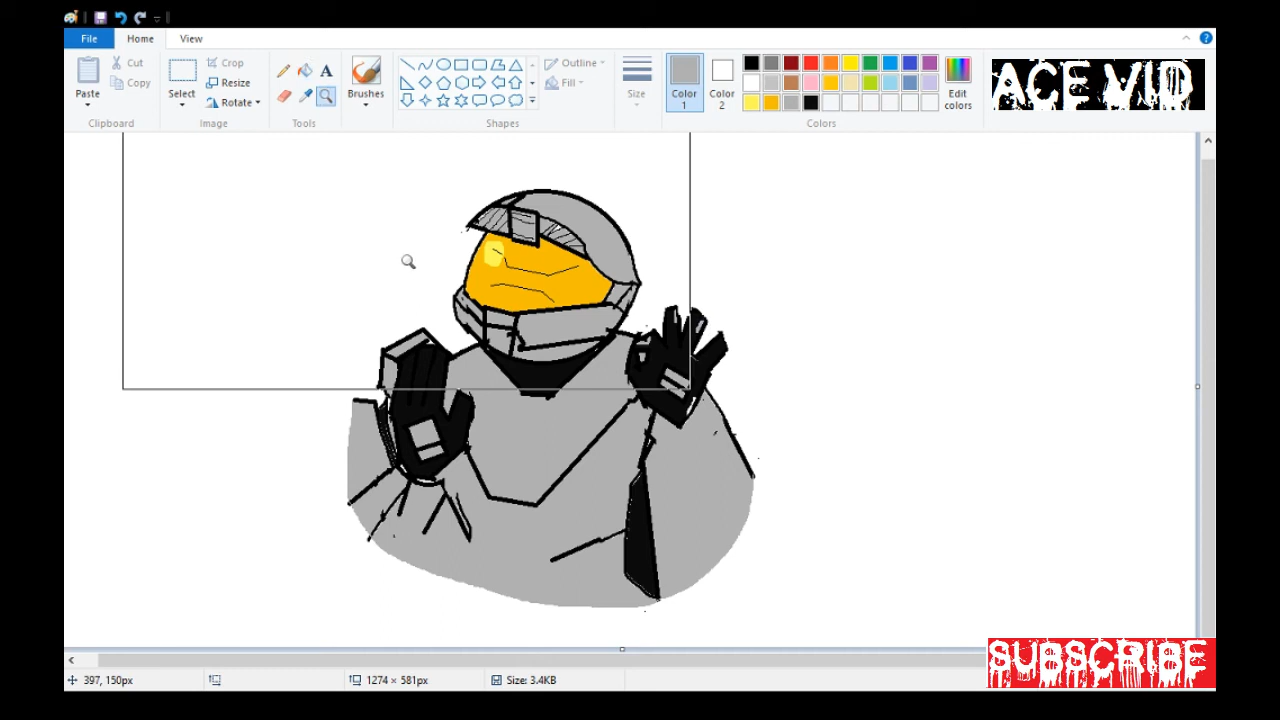 File
Home
View
Paste
Cut
Copy
Clipboard
Select
Crop
Resize
Rotate
Image
A
Tools
Brushes
Shapes
Outline
Fill
Size
Color
1
Color
2
Edit
colors
Colors
?
ACE VID
397, 150px
1274 × 581px
Size: 3.4KB
SUBSCRIBE